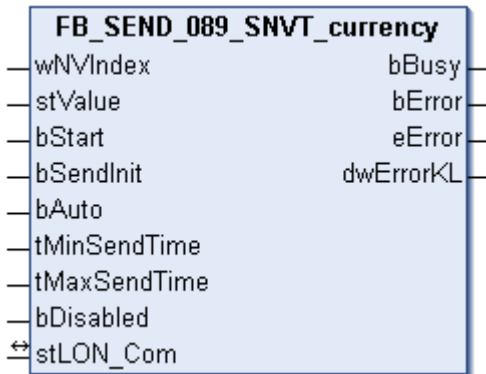 FB_SEND_089_SNVT_currency
wNVIndex bBusy
stValue bError
bStart eError
bSendInit dwErrorKL
bAuto
tMinSendTime
tMaxSendTime
bDisabled
stLON_Com